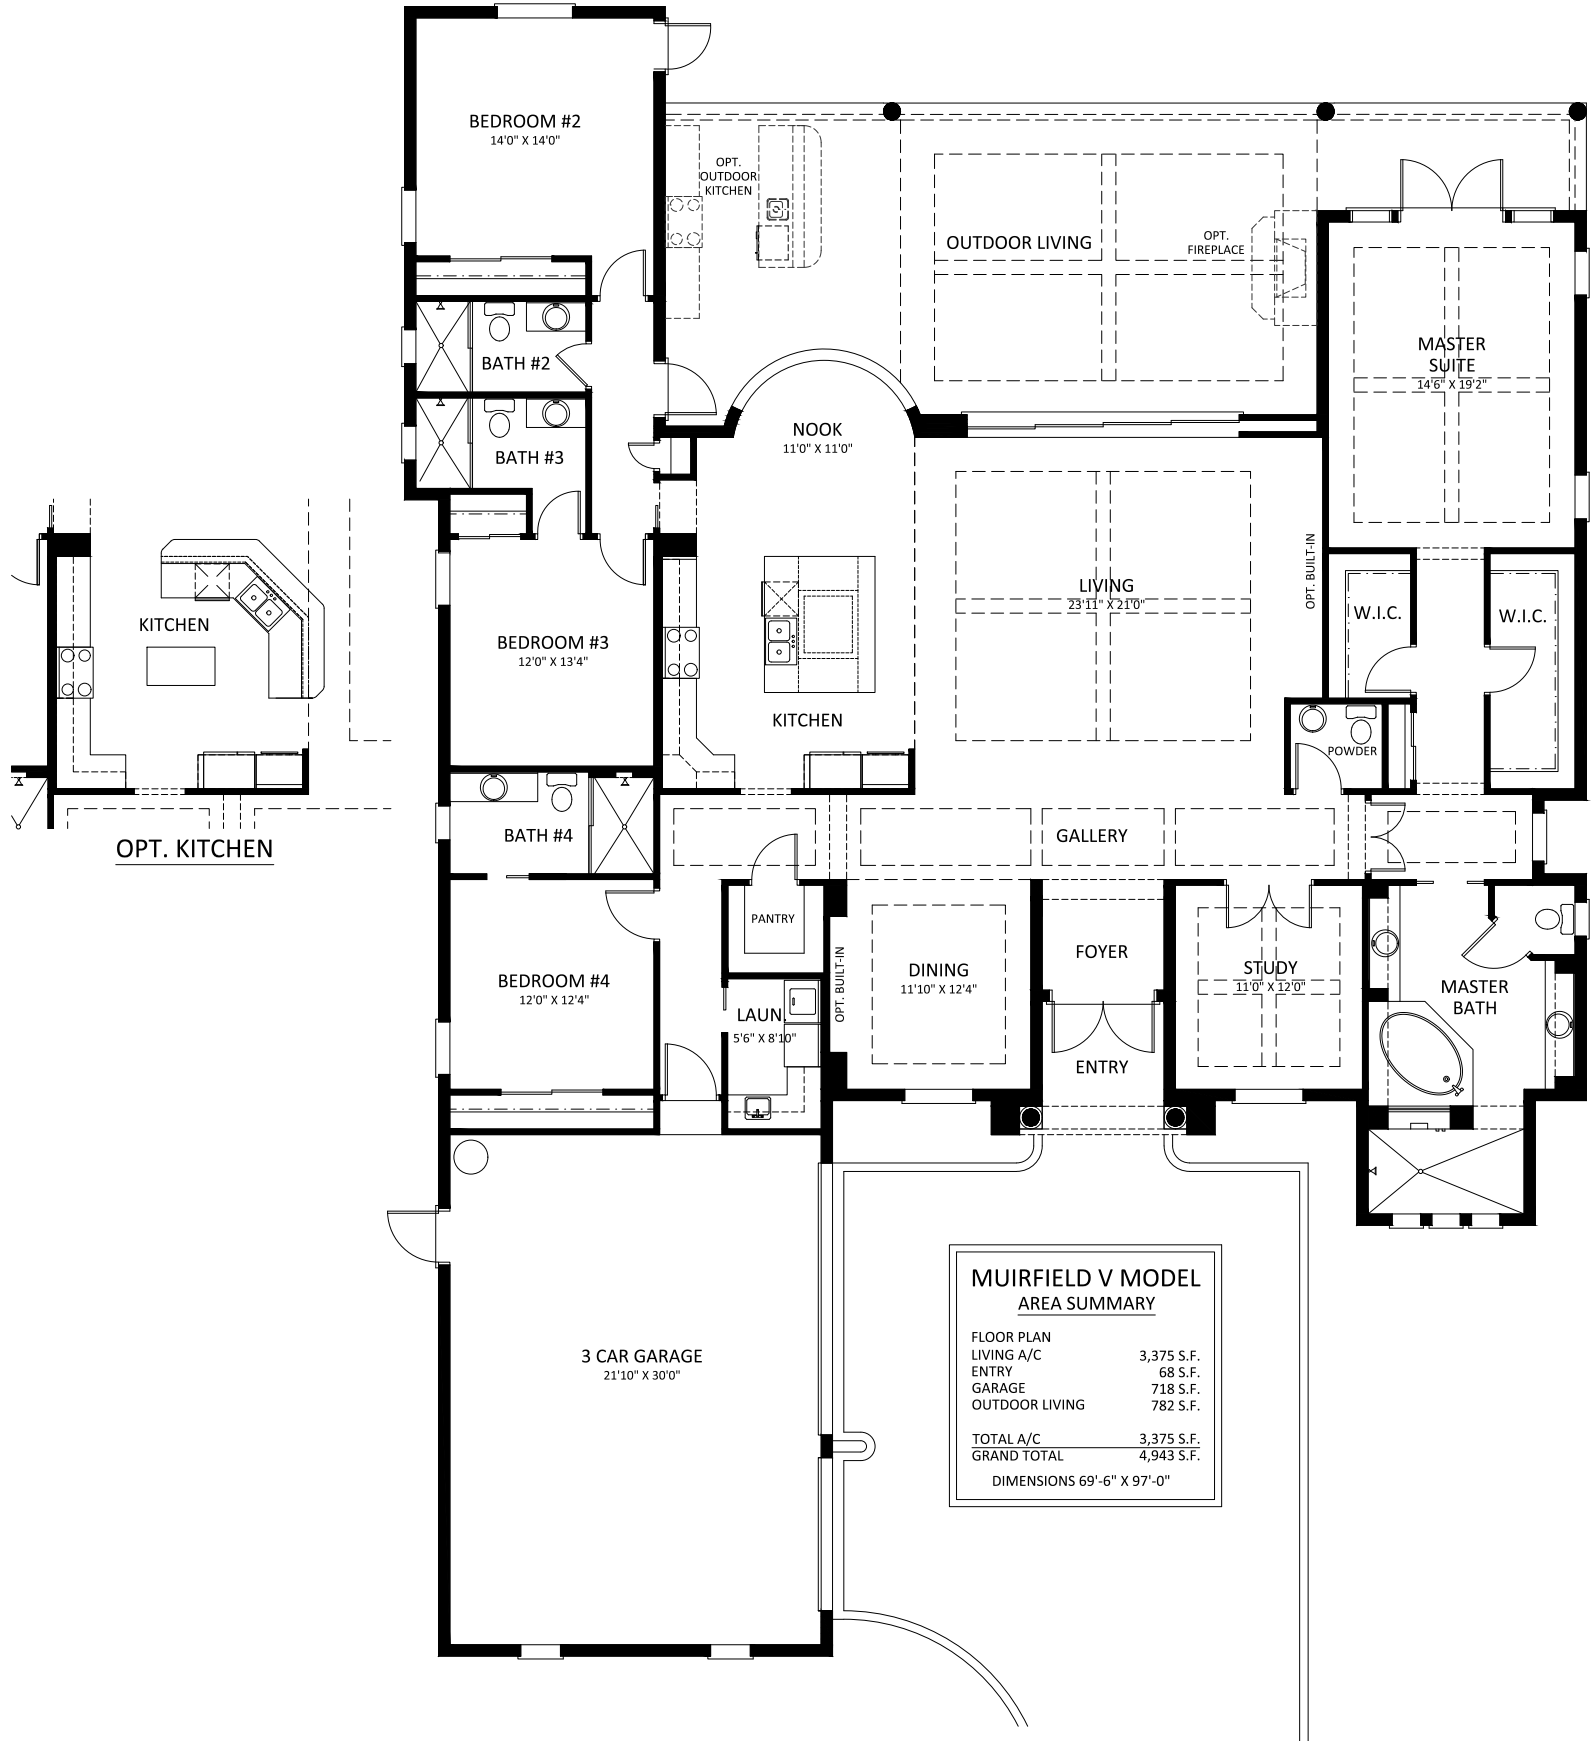 BEDROOM #2
14'0" X 14'0"
OPT.
OUTDOOR
KITCHEN
OUTDOOR LIVING
OPT.
FIREPLACE
MASTER
SUITE
14'6" X 19'2"
BATH #2
NOOK
11'0" X 11'0"
BATH #3
OPT. BUILT-IN
LIVING
23'11" X 21'0"
W.I.C.
W.I.C.
KITCHEN
BEDROOM #3
12'0" X 13'4"
KITCHEN
POWDER
OPT. KITCHEN
BATH #4
GALLERY
PANTRY
BEDROOM #4
12'0" X 12'4"
OPT. BUILT-IN
DINING
11'10" X 12'4"
FOYER
STUDY
11'0" X 12'0"
MASTER
BATH
LAUN.
5'6" X 8'10"
ENTRY
3 CAR GARAGE
21'10" X 30'0"
MUIRFIELD V MODEL
AREA SUMMARY
FLOOR PLAN
LIVING A/C 3,375 S.F.
ENTRY 68 S.F.
GARAGE 718 S.F.
OUTDOOR LIVING 782 S.F.
TOTAL A/C 3,375 S.F.
GRAND TOTAL 4,943 S.F.
DIMENSIONS 69'-6" X 97'-0"